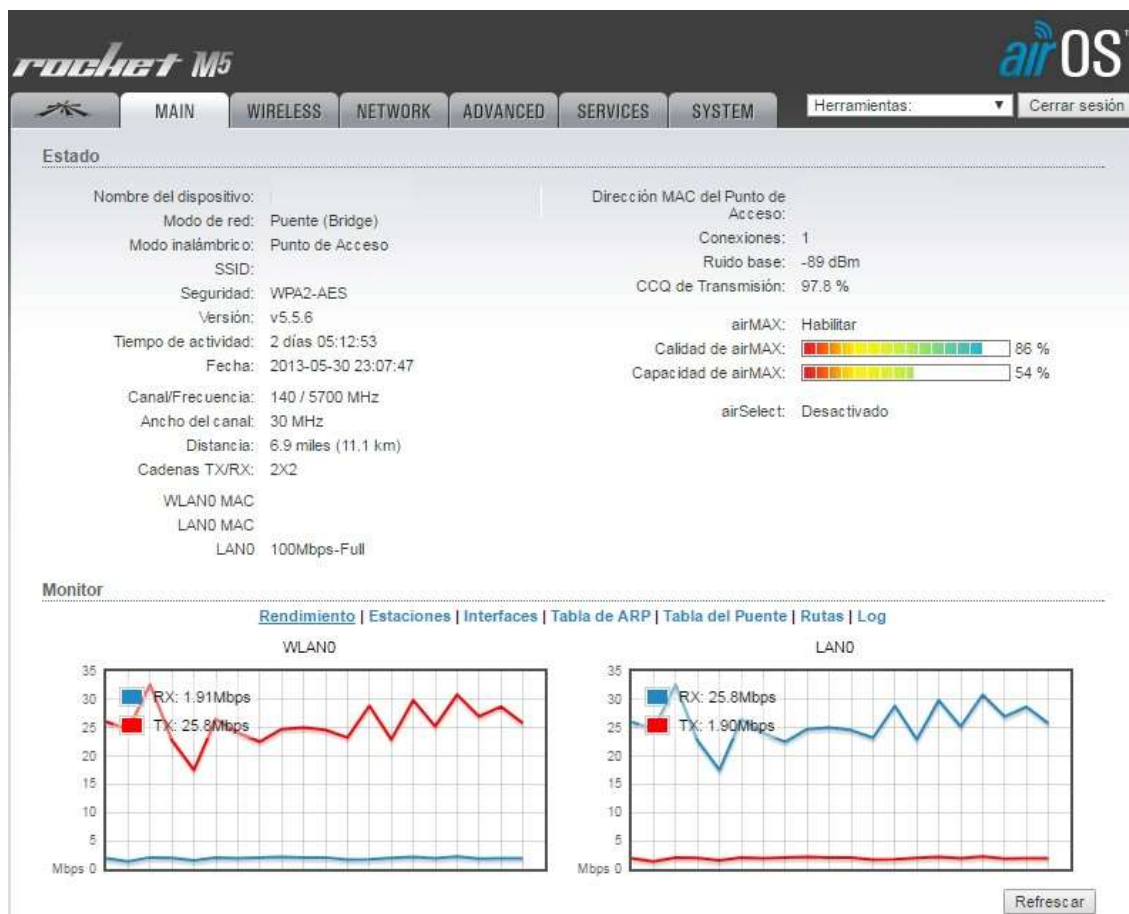 rocket M5
airOS
MAIN WIRELESS NETWORK ADVANCED SERVICES SYSTEM Herramientas: Cerrar sesión
Estado
Nombre del dispositivo:
Modo de red: Puente (Bridge)
Modo inalámbrico: Punto de Acceso
SSID:
Seguridad: WPA2-AES
Versión: v5.5.6
Tiempo de actividad: 2 días 05:12:53
Fecha: 2013-05-30 23:07:47
Canal/Frecuencia: 140 / 5700 MHz
Ancho del canal: 30 MHz
Distancia: 6.9 miles (11.1 km)
Cadenas TX/RX: 2X2
WLAN0 MAC
LAN0 MAC
LAN0 100Mbps-Full
Dirección MAC del Punto de
Acceso:
Conexiones: 1
Ruido base: -89 dBm
CCQ de Transmisión: 97.8 %
airMAX: Habilitar
Calidad de airMAX: 86 %
Capacidad de airMAX: 54 %
airSelect: Desactivado
Monitor
Rendimiento | Estaciones | Interfaces | Tabla de ARP | Tabla del Puente | Rutas | Log
WLAN0
35
30
25
20
15
10
5
Mbps 0
RX: 1.91Mbps
TX: 25.8Mbps
LAN0
35
30
25
20
15
10
5
Mbps 0
RX: 25.8Mbps
TX: 1.90Mbps
Refrescar